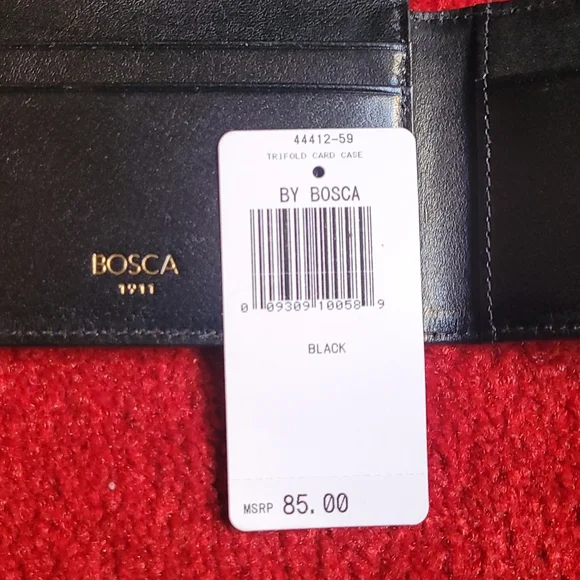 BOSCA
1911
44412-59
TRIFOLD CARD CASE
BY BOSCA
0 09309 10058 9
BLACK
MSRP 85.00